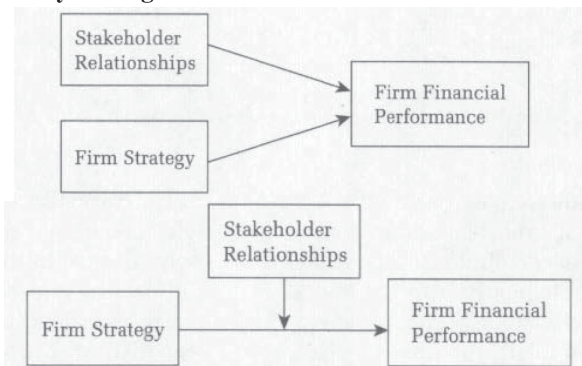 Stakeholder
Relationships
Firm Financial
Performance
Firm Strategy
Stakeholder
Relationships
Firm Strategy
Firm Financial
Performance